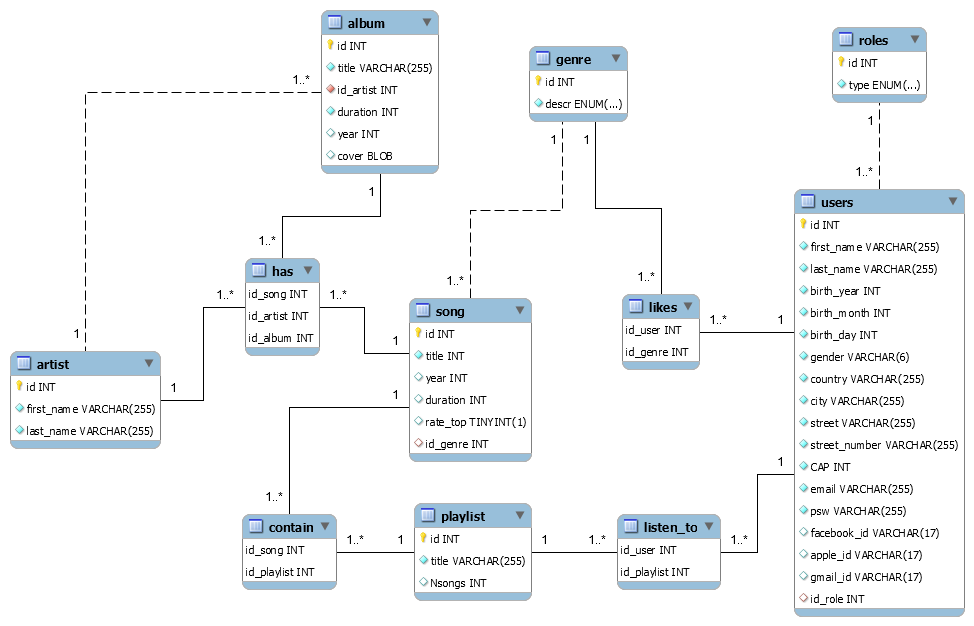 album
id INT
title VARCHAR(255)
id_artist INT
duration INT
year INT
cover BLOB
1..*
1
genre
id INT
descr ENUM(...)
1
1
roles
id INT
type ENUM(...)
1
1..*
users
id INT
first_name VARCHAR(255)
last_name VARCHAR(255)
birth_year INT
birth_month INT
birth_day INT
gender VARCHAR(6)
country VARCHAR(255)
city VARCHAR(255)
street VARCHAR(255)
street_number VARCHAR(255)
CAP INT
email VARCHAR(255)
psw VARCHAR(255)
facebook_id VARCHAR(17)
apple_id VARCHAR(17)
gmail_id VARCHAR(17)
id_role INT
1
1
1..*
has
id_song INT
id_artist INT
id_album INT
1..*
1..*
1
1..*
song
id INT
title INT
year INT
duration INT
rate_top TINYINT(1)
id_genre INT
1
1..*
likes
id_user INT
id_genre INT
1..*
1
artist
id INT
first_name VARCHAR(255)
last_name VARCHAR(255)
1
1..*
contain
id_song INT
id_playlist INT
1..*
1
playlist
id INT
title VARCHAR(255)
Nsongs INT
1
1..*
listen_to
id_user INT
id_playlist INT
1..*